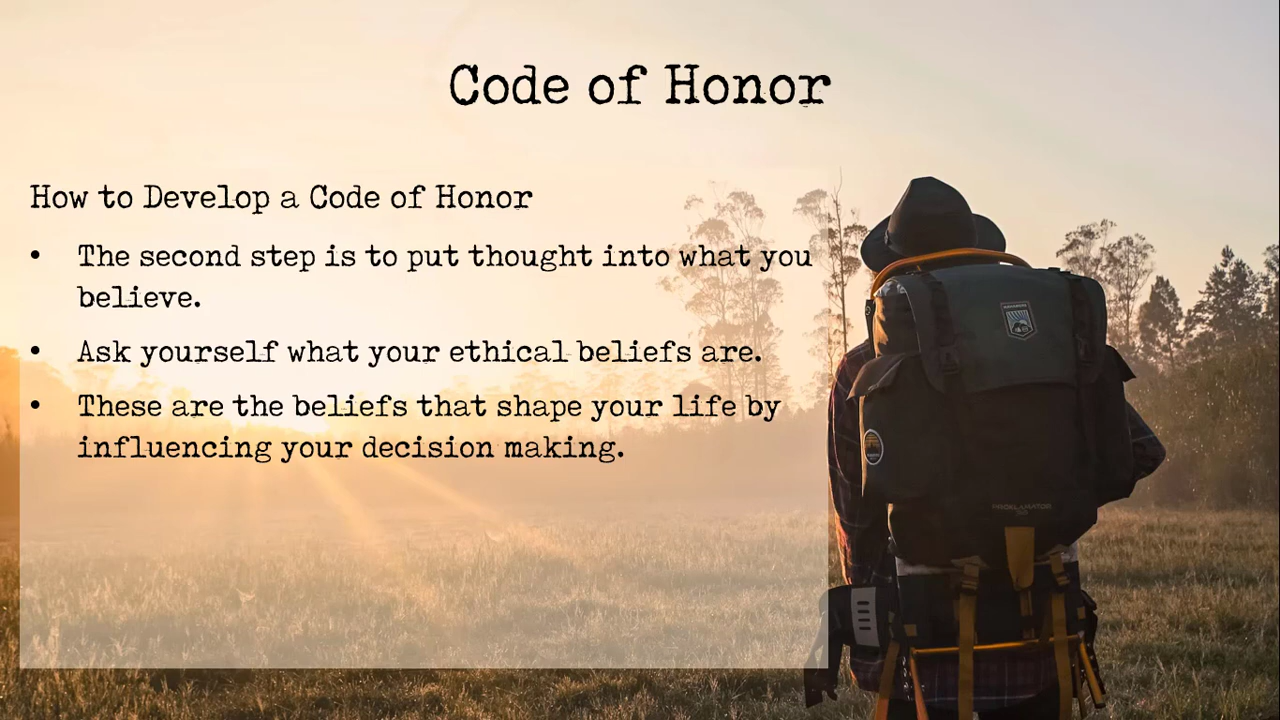 Code of Honor
How to Develop a Code of Honor
• The second step is to put thought into what you
believe.
• Ask yourself what your ethical beliefs are.
• These are the beliefs that shape your life by
influencing your decision making.